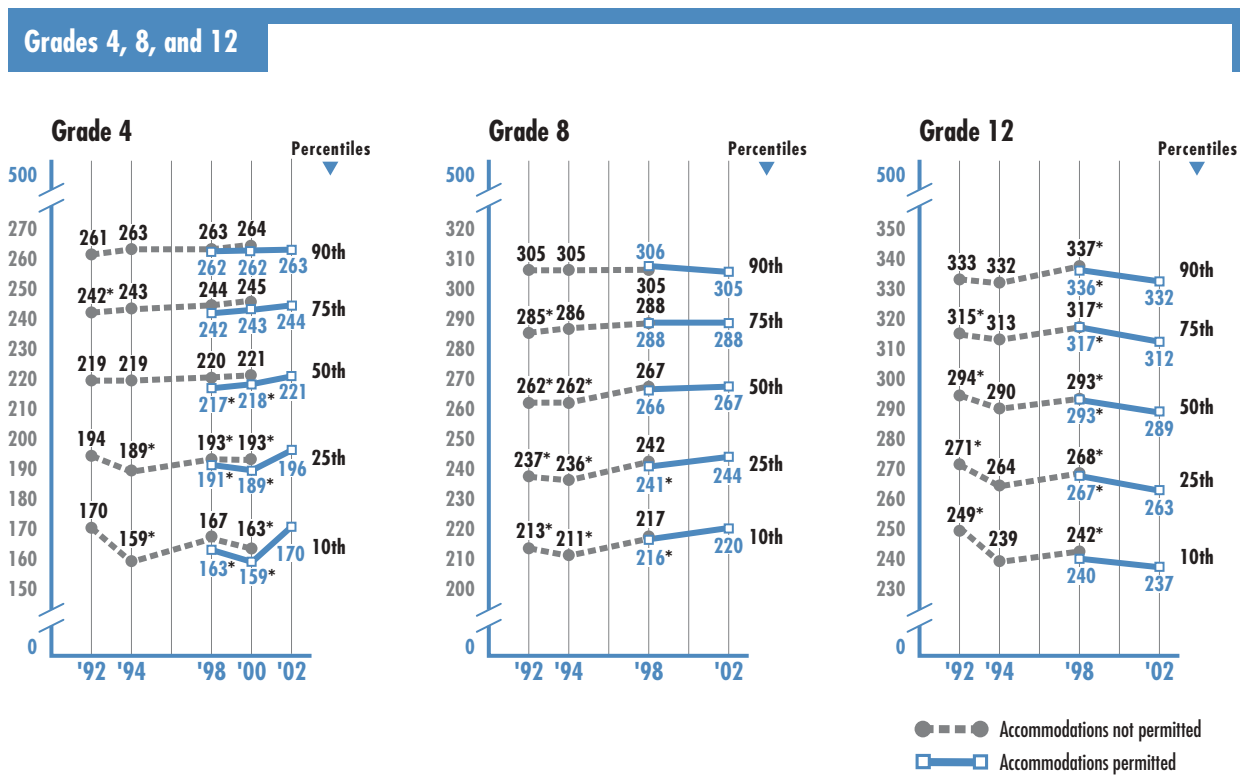 Grades 4, 8, and 12
Grade 4
Percentiles
500
270
260
250
240
230
220
210
200
190
180
170
160
150
0
261 263 263 264
262 262 263
90th
242* 243 244 245
242 243 244
75th
219 219 220 221
217* 218* 221
50th
194 189* 193* 193*
191* 189* 196
25th
170 159* 167 163*
163* 159* 170
10th
'92 '94 '98 '00 '02
Grade 8
Percentiles
500
320
310
300
290
280
270
260
250
240
230
220
210
200
0
305 305 306
305 305
90th
285* 286 288
288 288
75th
262* 262* 267
266 267
50th
237* 236* 242
241* 244
25th
213* 211* 217
216* 220
10th
'92 '94 '98 '02
Grade 12
Percentiles
500
350
340
330
320
310
300
290
280
270
260
250
240
230
0
333 332 337*
336* 332
90th
315* 313 317*
317* 312
75th
294* 290 293*
293* 289
50th
271* 264 268*
267* 263
25th
249* 239 242*
240 237
10th
'92 '94 '98 '02
Accommodations not permitted
Accommodations permitted